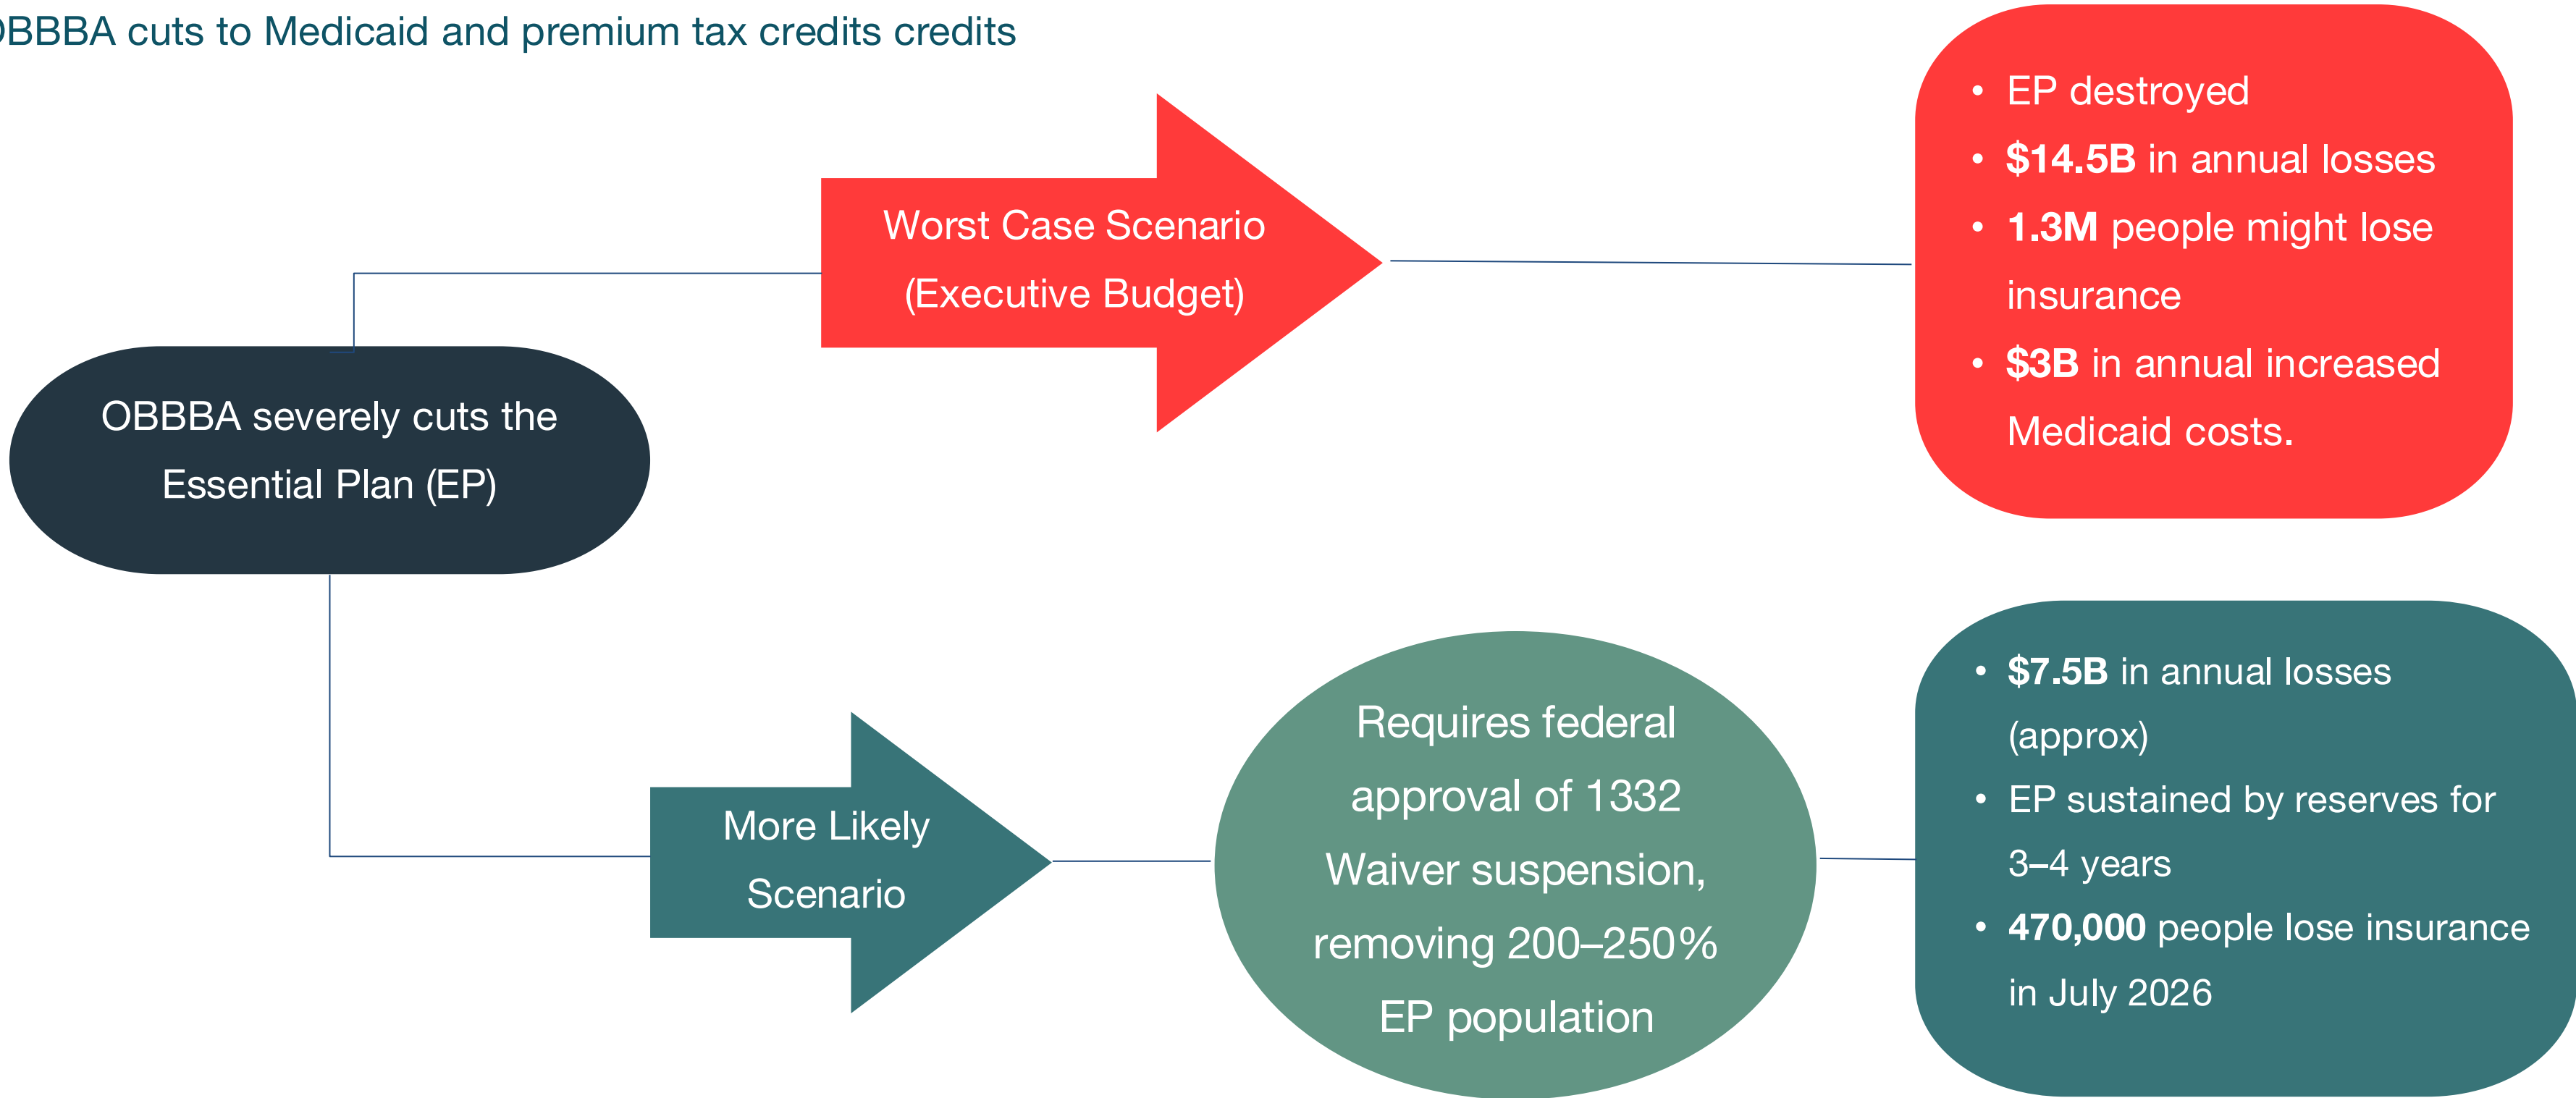 OBBBA cuts to Medicaid and premium tax credits credits
Worst Case Scenario
(Executive Budget)
• EP destroyed
• $14.5B in annual losses
• 1.3M people might lose
insurance
• $3B in annual increased
Medicaid costs.
OBBBA severely cuts the
Essential Plan (EP)
More Likely
Scenario
Requires federal
approval of 1332
Waiver suspension,
removing 200–250%
EP population
• $7.5B in annual losses
(approx)
• EP sustained by reserves for
3–4 years
• 470,000 people lose insurance
in July 2026